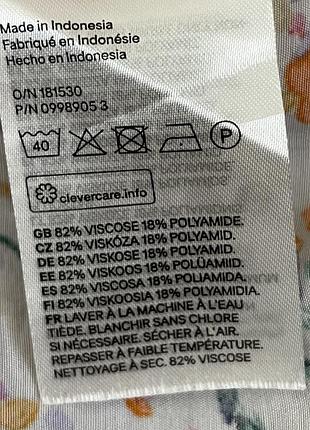 Made in Indonesia
Fabriqué en Indonésie
Hecho en Indonesia
O/N 181530
P/N 0998905 3
40 P
clevercare.info
GB 82% VISCOSE 18% POLYAMIDE.
CZ 82% VISKÓZA 18% POLYAMID.
DE 82% VISKOSE 18% POLYAMID.
EE 82% VISKOOS 18% POLÜAMIID.
ES 82% VISCOSA 18% POLIAMIDA.
FI 82% VISKOOSIA 18% POLYAMIDIA.
FR LAVER À LA MACHINE À L'EAU
TIÈDE. BLANCHIR SANS CHLORE
SI NÉCESSAIRE. SÉCHER À L'AIR.
REPASSER À FAIBLE TEMPÉRATURE.
NETTOYAGE À SEC. 82% VISCOSE